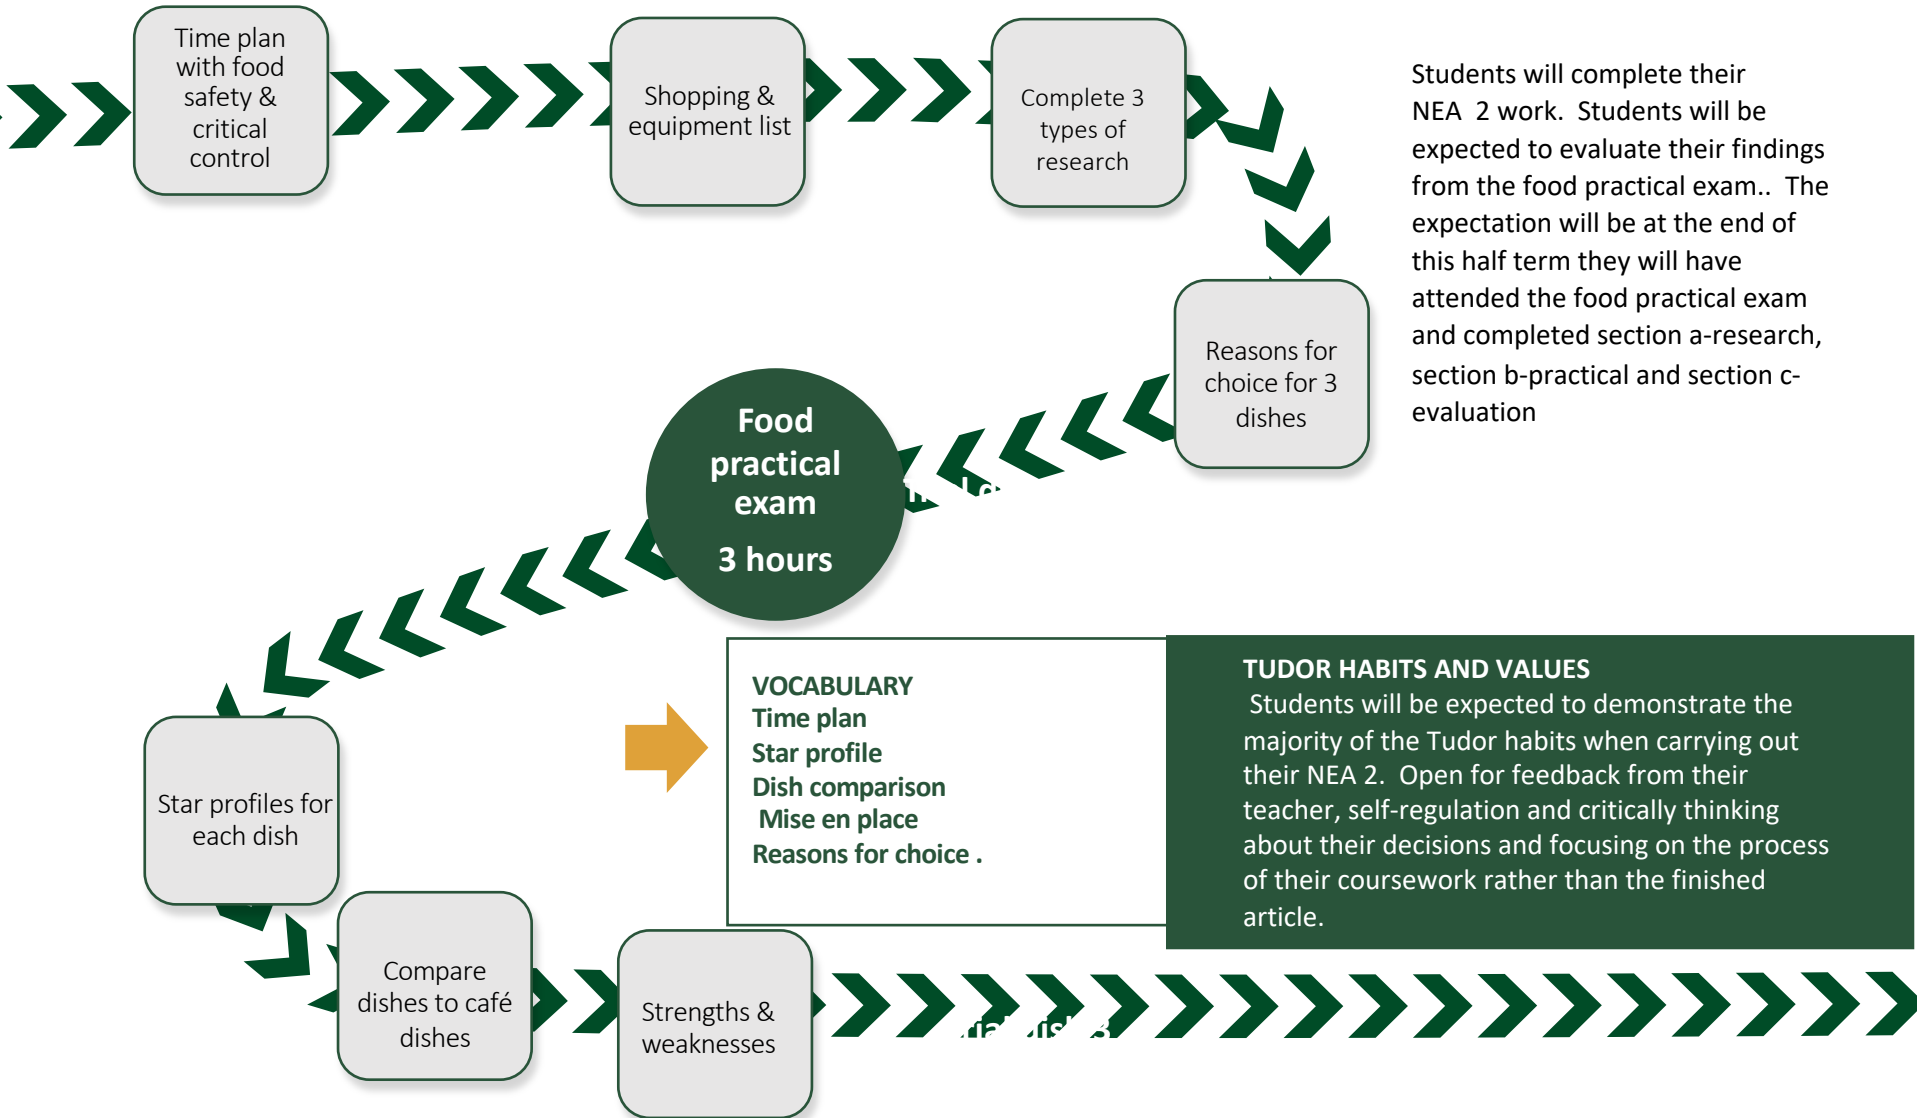 Time plan
with food
safety &
critical
control
Shopping &
equipment list
Complete 3
types of
research
Students will complete their
NEA  2 work.  Students will be
expected to evaluate their findings
from the food practical exam..  The
expectation will be at the end of
this half term they will have
attended the food practical exam
and completed section a-research,
section b-practical and section c-
evaluation
Reasons for
choice for 3
dishes
Food
practical
exam
3 hours
Star profiles for
each dish
Compare
dishes to café
dishes
Strengths &
weaknesses
VOCABULARY
Time plan
Star profile
Dish comparison
Mise en place
Reasons for choice .
TUDOR HABITS AND VALUES
Students will be expected to demonstrate the
majority of the Tudor habits when carrying out
their NEA 2.  Open for feedback from their
teacher, self-regulation and critically thinking
about their decisions and focusing on the process
of their coursework rather than the finished
article.